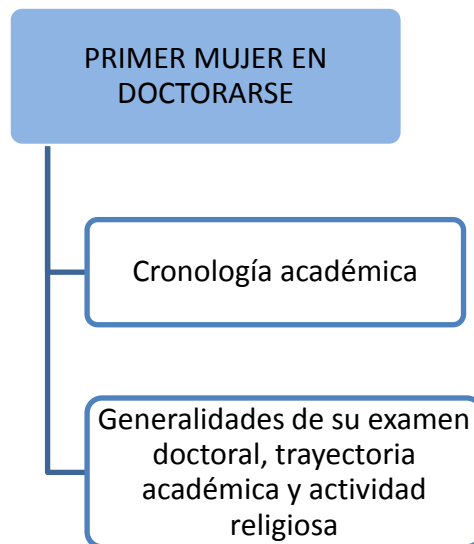 PRIMER MUJER EN
DOCTORARSE
Cronología académica
Generalidades de su examen
doctoral, trayectoria
académica y actividad
religiosa